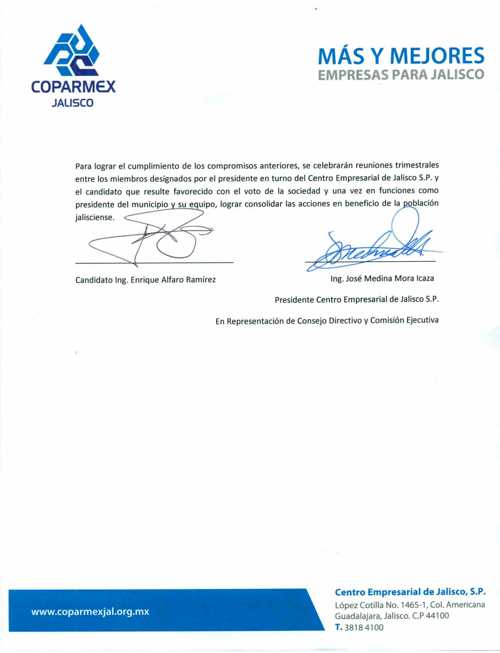 COPARMEX
JALISCO
MÁS Y MEJORES
EMPRESAS PARA JALISCO
Para lograr el cumplimiento de los compromisos anteriores, se celebrarán reuniones trimestrales
entre los miembros designados por el presidente en turno del Centro Empresarial de Jalisco S.P. y
el candidato que resulte favorecido con el voto de la sociedad y una vez en funciones como
presidente del municipio y su equipo, lograr consolidar las acciones en beneficio de la población
jalisciense.
Candidato Ing. Enrique Alfaro Ramírez
Ing. José Medina Mora Icaza
Presidente Centro Empresarial de Jalisco S.P.
En Representación de Consejo Directivo y Comisión Ejecutiva
www.coparmexjal.org.mx
Centro Empresarial de Jalisco, S.P.
López Cotilla No. 1465-1, Col. Americana
Guadalajara, Jalisco. C.P 44100
T. 3818 4100